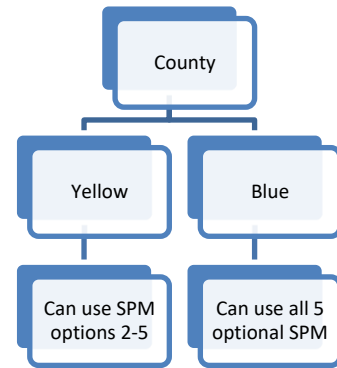 County
Yellow
Blue
Can use SPM
options 2-5
Can use all 5
optional SPM